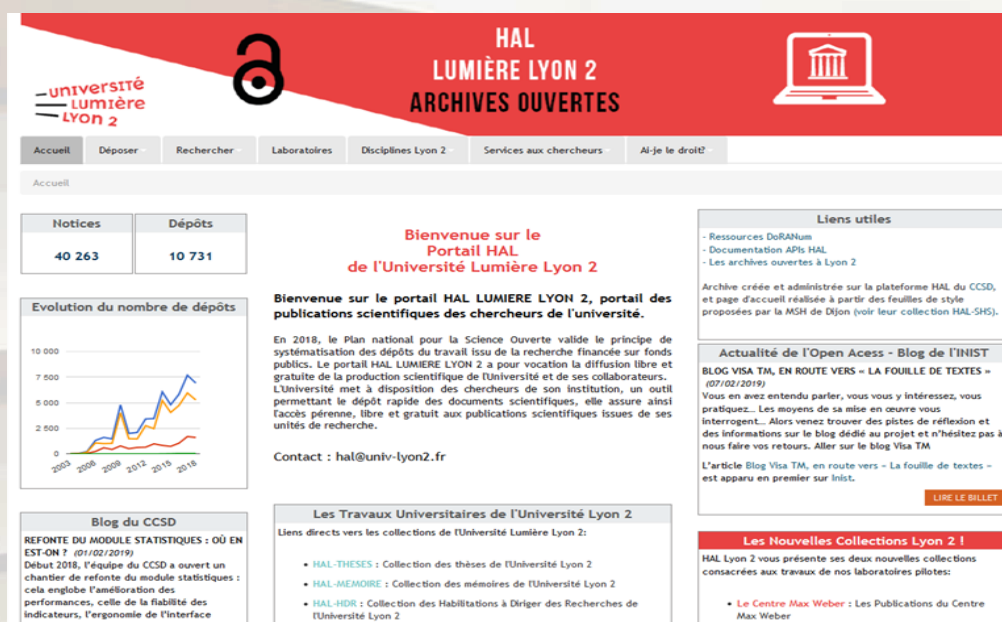 université
LUMIÈRE
LYON 2
HAL
LUMIÈRE LYON 2
ARCHIVES OUVERTES
Accueil
Déposer
Rechercher
Laboratoires
Disciplines Lyon 2
Services aux chercheurs
Ai-je le droit?
Accueil
Notices
40 263
Dépôts
10 731
Evolution du nombre de dépôts
10 000
7 500
5 000
2 500
2003
2006
2009
2012
2015
2018
Blog du CCSD
REFONTE DU MODULE STATISTIQUES : OÙ EN
EST-ON ? (01/02/2019)
Début 2018, l'équipe du CCSD a ouvert un
chantier de refonte du module statistiques :
cela englobe l'amélioration des
performances, celle de la fiabilité des
indicateurs, l'ergonomie de l'interface
Bienvenue sur le
Portail HAL
de l'Université Lumière Lyon 2
Bienvenue sur le portail HAL LUMIERE LYON 2, portail des
publications scientifiques des chercheurs de l'université.
En 2018, le Plan national pour la Science Ouverte valide le principe de
systématisation des dépôts du travail issu de la recherche financée sur fonds
publics. Le portail HAL LUMIERE LYON 2 a pour vocation la diffusion libre et
gratuite de la production scientifique de l'Université et de ses collaborateurs.
L'Université met à disposition des chercheurs de son institution, un outil
permettant le dépôt rapide des documents scientifiques, elle assure ainsi
l'accès pérenne, libre et gratuit aux publications scientifiques issues de ses
unités de recherche.
Contact : hal@univ-lyon2.fr
Les Travaux Universitaires de l'Université Lyon 2
Liens directs vers les collections de l'Université Lumière Lyon 2:
• HAL-THESES : Collection des thèses de l'Université Lyon 2
• HAL-MEMOIRE : Collection des mémoires de l'Université Lyon 2
• HAL-HDR : Collection des Habilitations à Diriger des Recherches de
l'Université Lyon 2
Liens utiles
- Ressources DoRANum
- Documentation APIs HAL
- Les archives ouvertes à Lyon 2
Archive créée et administrée sur la plateforme HAL du CCSD,
et page d'accueil réalisée à partir des feuilles de style
proposées par la MSH de Dijon (voir leur collection HAL-SHS).
Actualité de l'Open Acess - Blog de l'INIST
BLOG VISA TM, EN ROUTE VERS « LA FOUILLE DE TEXTES »
(07/02/2019)
Vous en avez entendu parler, vous vous y intéressez, vous
pratiquez... Les moyens de sa mise en œuvre vous
interrogent... Alors venez trouver des pistes de réflexion et
des informations sur le blog dédié au projet et n'hésitez pas à
nous faire vos retours. Aller sur le blog Visa TM
L'article Blog Visa TM, en route vers « La fouille de textes »
est apparu en premier sur Inist.
LIRE LE BILLET
Les Nouvelles Collections Lyon 2 !
HAL Lyon 2 vous présente ses deux nouvelles collections
consacrées aux travaux de nos laboratoires pilotes:
• Le Centre Max Weber : Les Publications du Centre
Max Weber